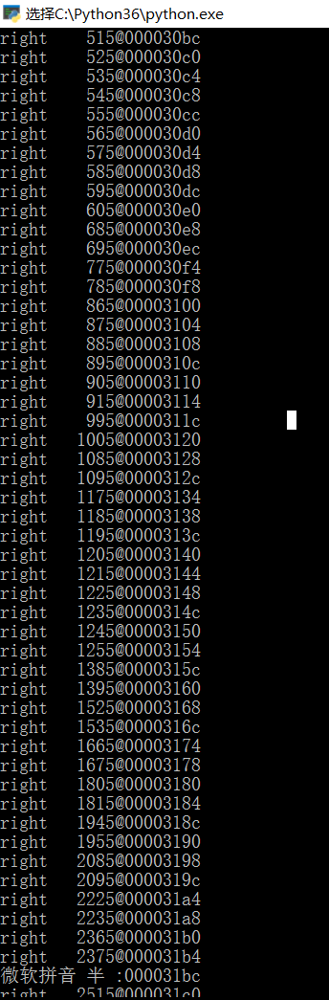 选择C:\Python36\python.exe
right    515@000030bc
right    525@000030c0
right    535@000030c4
right    545@000030c8
right    555@000030cc
right    565@000030d0
right    575@000030d4
right    585@000030d8
right    595@000030dc
right    605@000030e0
right    685@000030e8
right    695@000030ec
right    775@000030f4
right    785@000030f8
right    865@00003100
right    875@00003104
right    885@00003108
right    895@0000310c
right    905@00003110
right    915@00003114
right    995@0000311c
right   1005@00003120
right   1085@00003128
right   1095@0000312c
right   1175@00003134
right   1185@00003138
right   1195@0000313c
right   1205@00003140
right   1215@00003144
right   1225@00003148
right   1235@0000314c
right   1245@00003150
right   1255@00003154
right   1385@0000315c
right   1395@00003160
right   1525@00003168
right   1535@0000316c
right   1665@00003174
right   1675@00003178
right   1805@00003180
right   1815@00003184
right   1945@0000318c
right   1955@00003190
right   2085@00003198
right   2095@0000319c
right   2225@000031a4
right   2235@000031a8
right   2365@000031b0
right   2375@000031b4
微软拼音 半 :000031bc
right   2515@000031c0